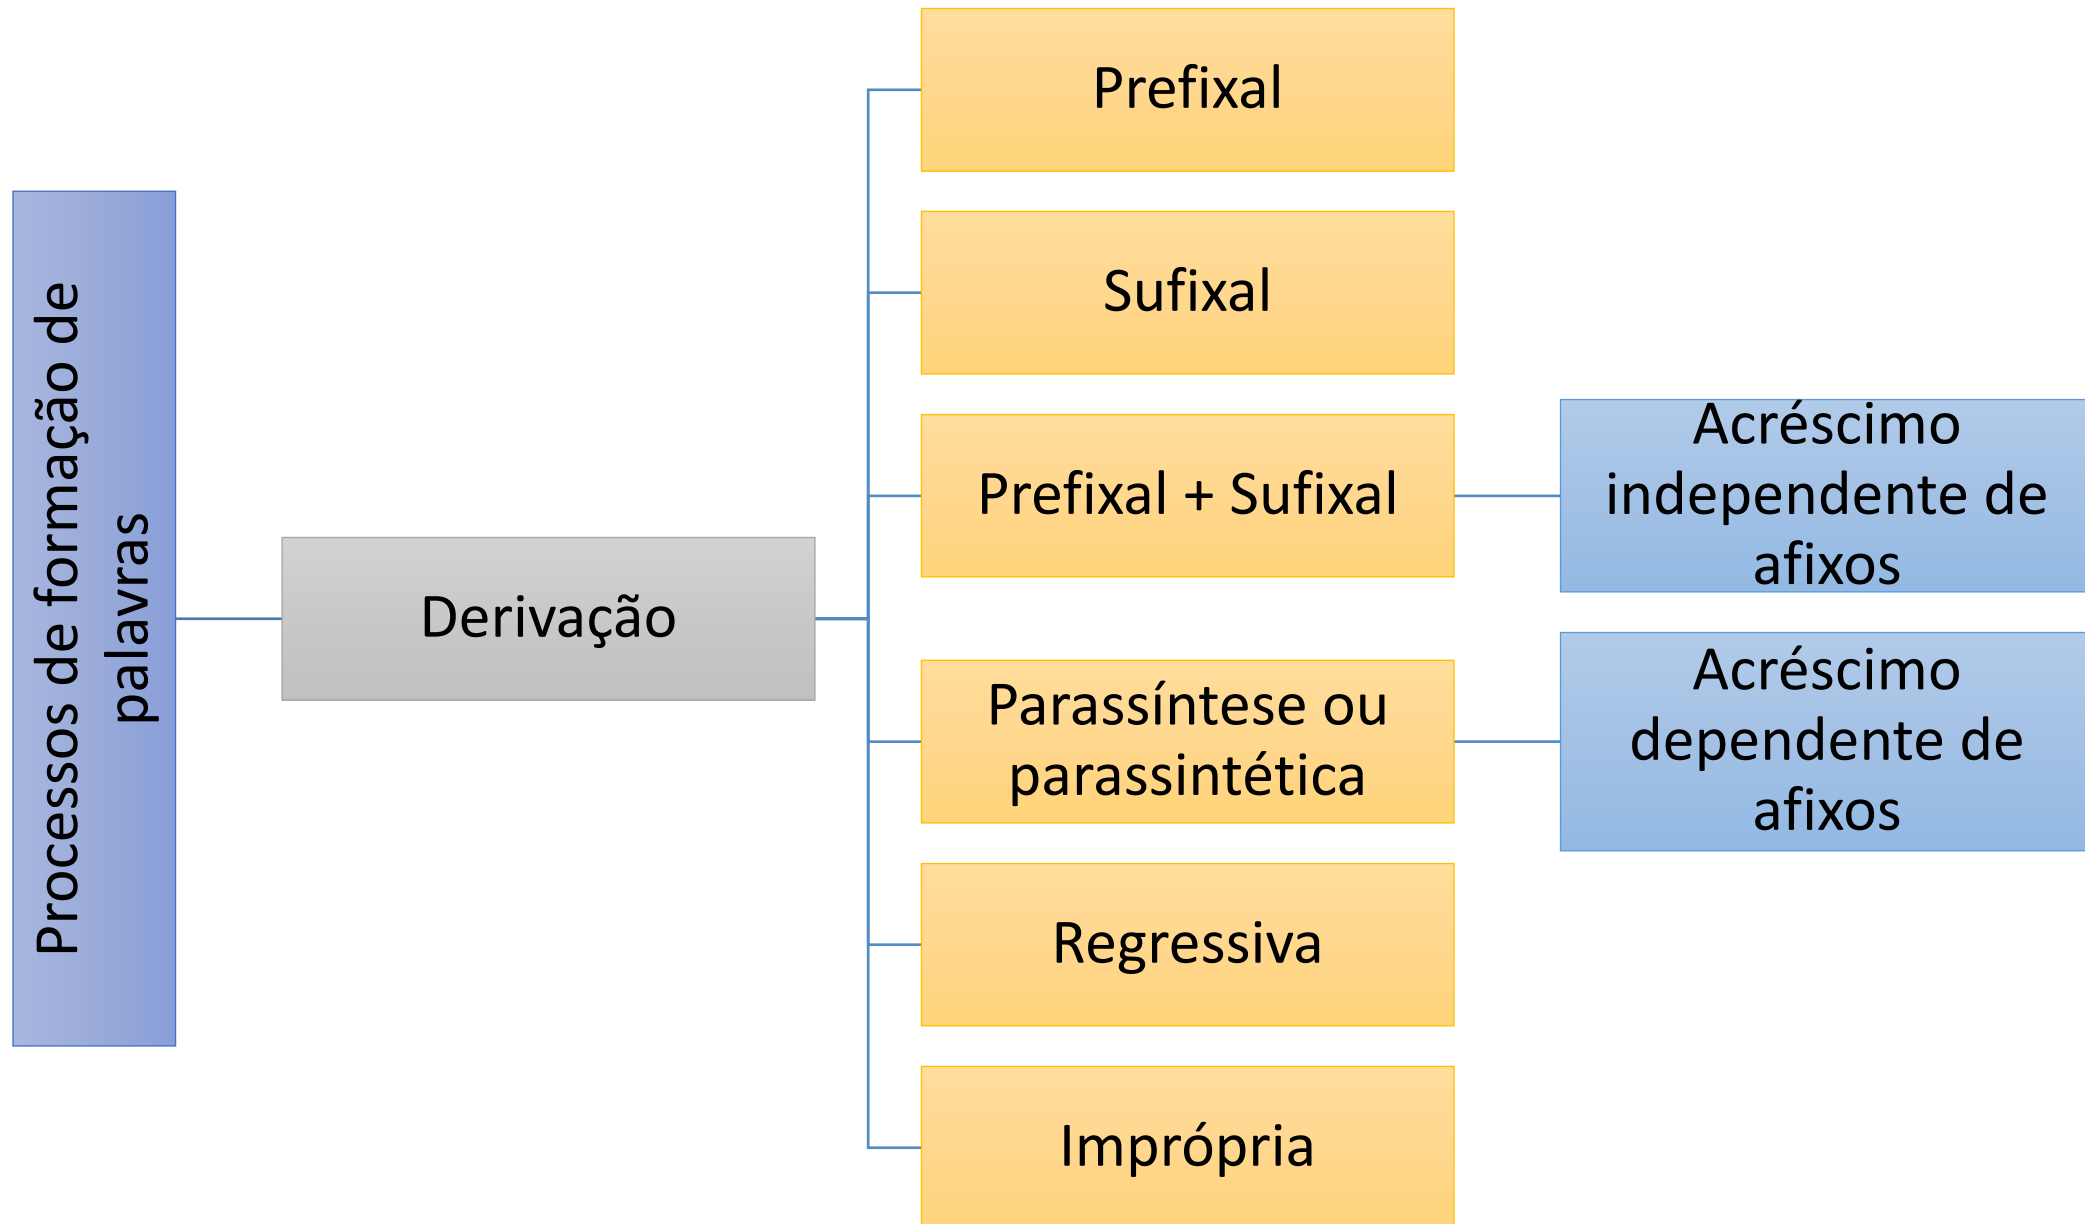 Processos de formação de
palavras
Derivação
Prefixal
Sufixal
Prefixal + Sufixal
Acréscimo
independente de
afixos
Parassíntese ou
parassintética
Acréscimo
dependente de
afixos
Regressiva
Imprópria